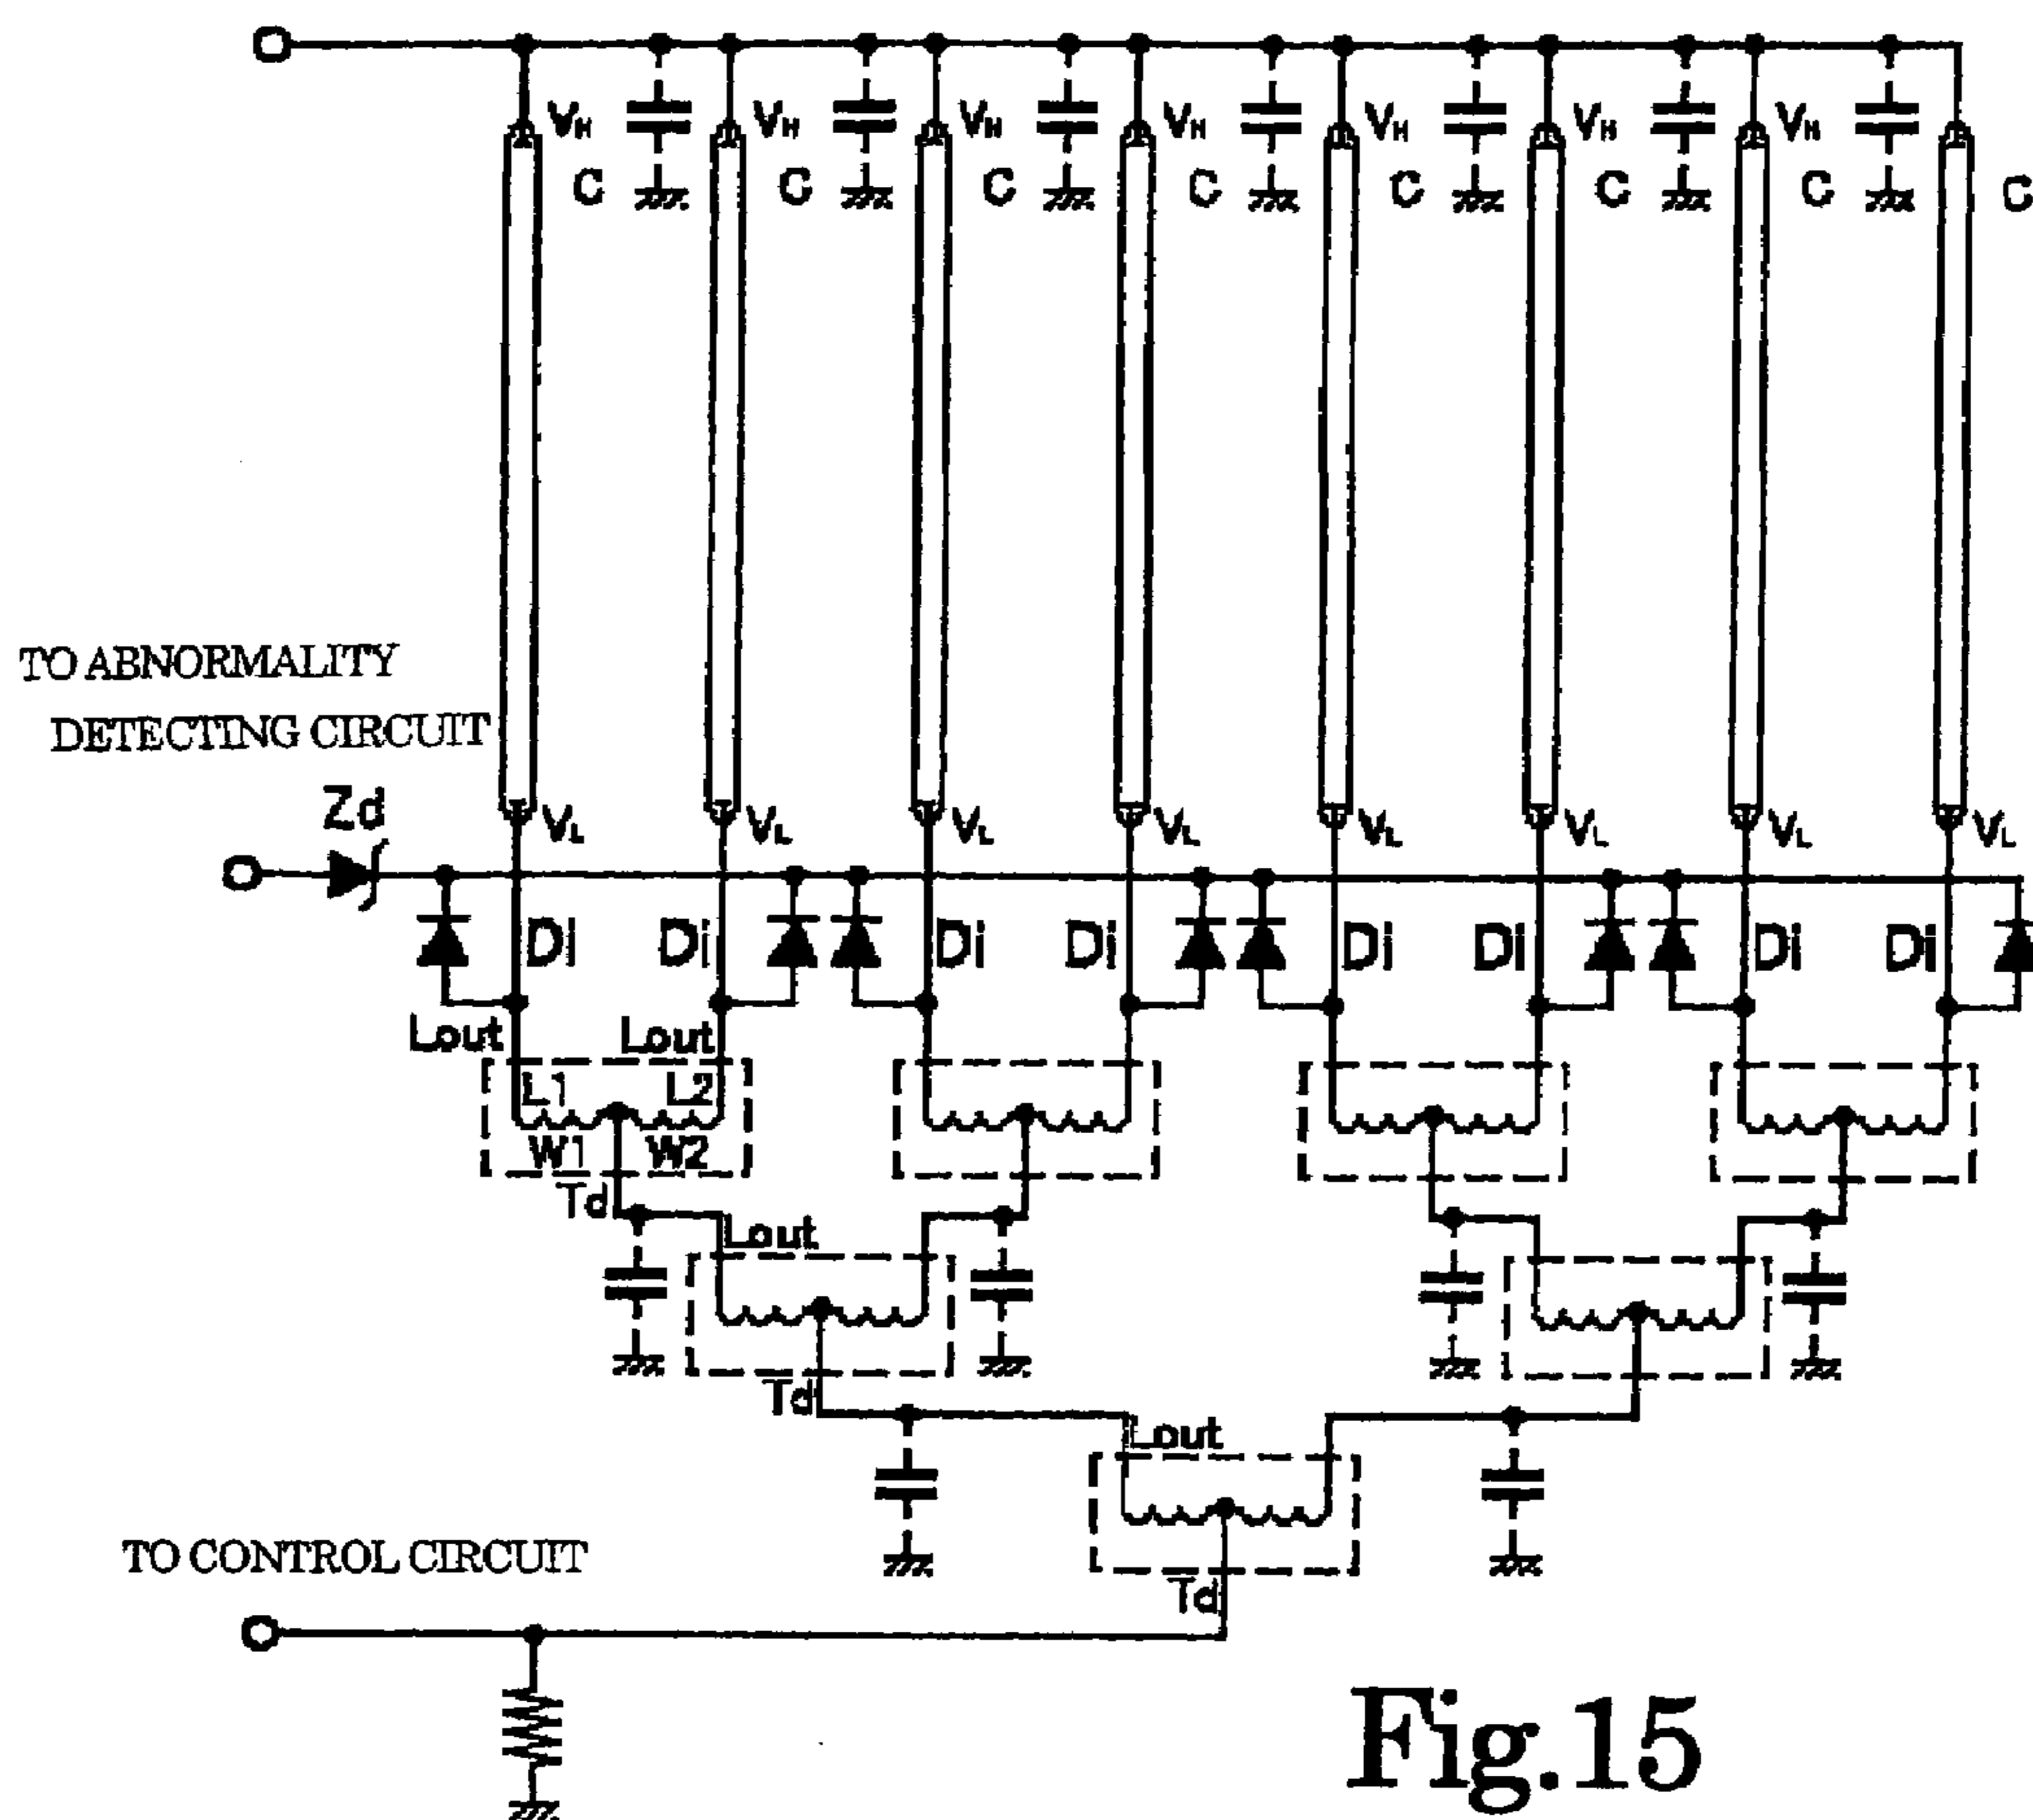 VH VH VH VH VH VH VH
C C C C C C C C
TO ABNORMALITY
DETECTING CIRCUIT
Zd
VL VL VL VL VL VL VL VL
Di Di Di Di Di Di Di Di
Lout Lout
L1 L2
W1 W2
Td
Lout
Td
Lout
TO CONTROL CIRCUIT
Td
Fig.15